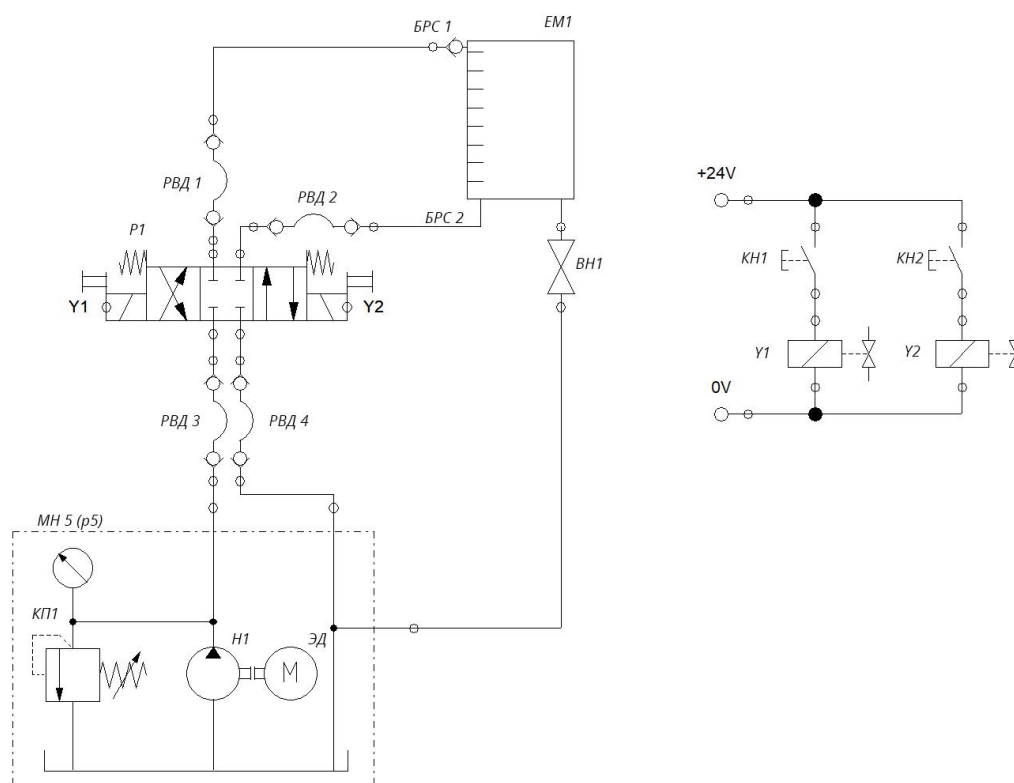 БРС 1
ЕМ1
РВД 1
РВД 2
БРС 2
Р1
ВН1
Y1
Y2
+24V
КН1
КН2
Y1
Y2
0V
РВД 3
РВД 4
МН 5 (р5)
КП1
Н1
ЭД
М